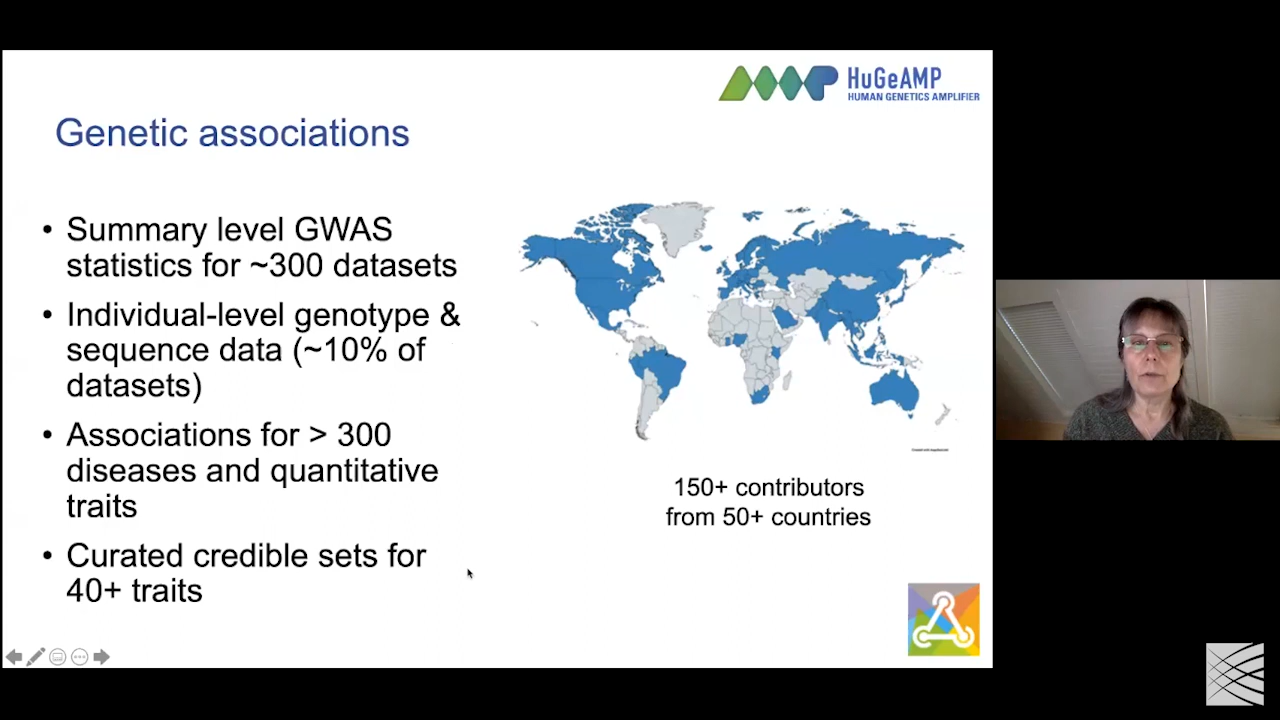 HuGeAMP
HUMAN GENETICS AMPLIFIER
Genetic associations
• Summary level GWAS
statistics for ~300 datasets
• Individual-level genotype &
sequence data (~10% of
datasets)
• Associations for > 300
diseases and quantitative
traits
• Curated credible sets for
40+ traits
150+ contributors
from 50+ countries